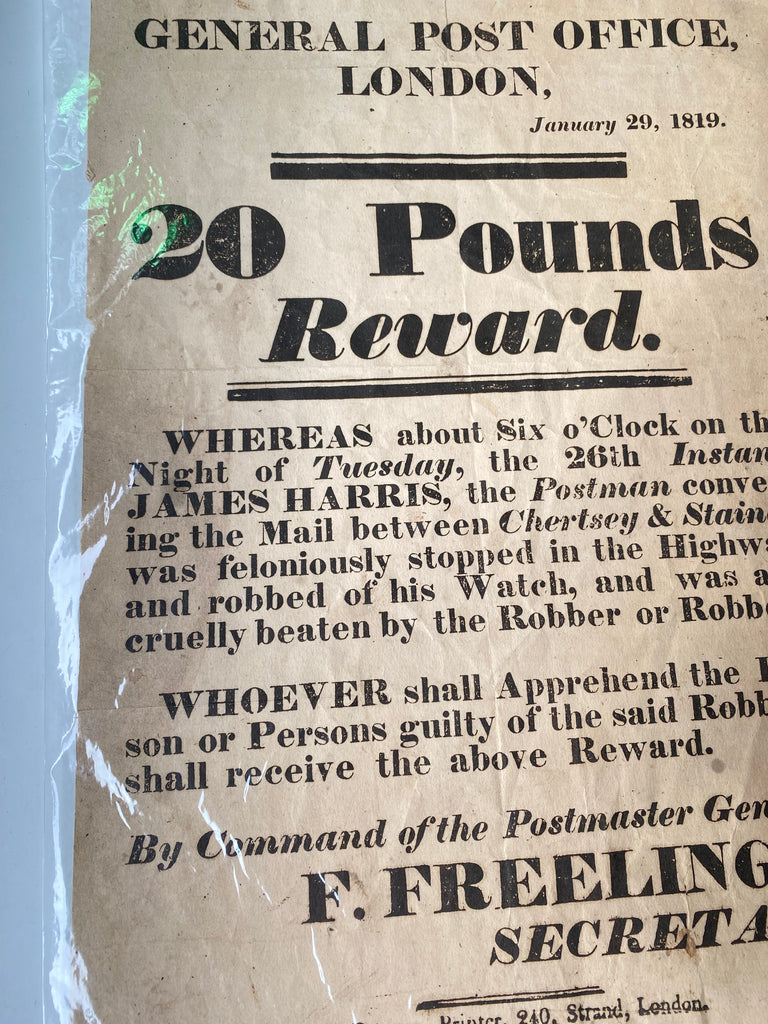 GENERAL POST OFFICE,
LONDON,
January 29, 1819.
20 Pounds
Reward.
WHEREAS about Six o'Clock on th
Night of Tuesday, the 26th Instan
JAMES HARRIS, the Postman conve
ing the Mail between Chertsey & Stain
was feloniously stopped in the Highw
and robbed of his Watch, and was a
cruelly beaten by the Robber or Robb
WHOEVER shall Apprehend the
son or Persons guilty of the said Robb
shall receive the above Reward.
By Command of the Postmaster Gen
F. FREELING
SECRETA
Printer, 240, Strand, London.